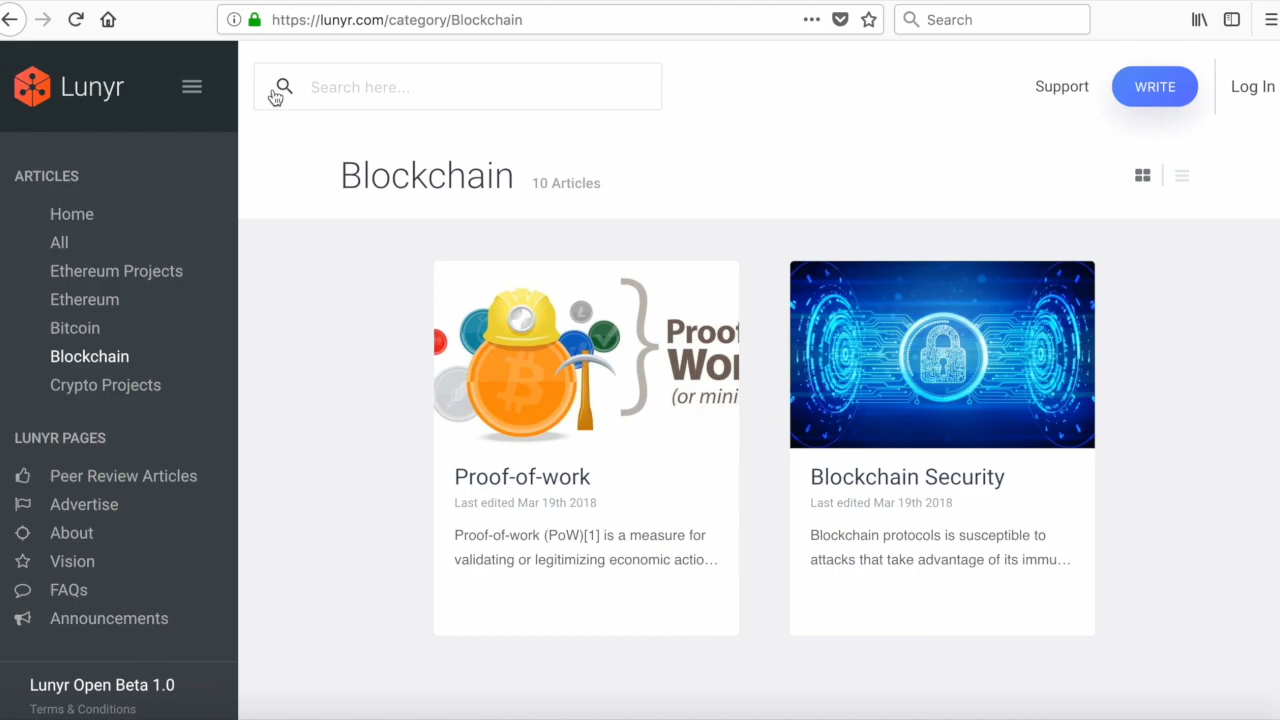 https://lunyr.com/category/Blockchain
Search
Lunyr
Search here...
Support
WRITE
Log In
ARTICLES
Home
All
Ethereum Projects
Ethereum
Bitcoin
Blockchain
Crypto Projects
LUNYR PAGES
Peer Review Articles
Advertise
About
Vision
FAQs
Announcements
Lunyr Open Beta 1.0
Terms & Conditions
Blockchain
10 Articles
Proof
Wor
(or mini
Proof-of-work
Last edited Mar 19th 2018
Proof-of-work (PoW)[1] is a measure for
validating or legitimizing economic actio...
Blockchain Security
Last edited Mar 19th 2018
Blockchain protocols is susceptible to
attacks that take advantage of its immu...